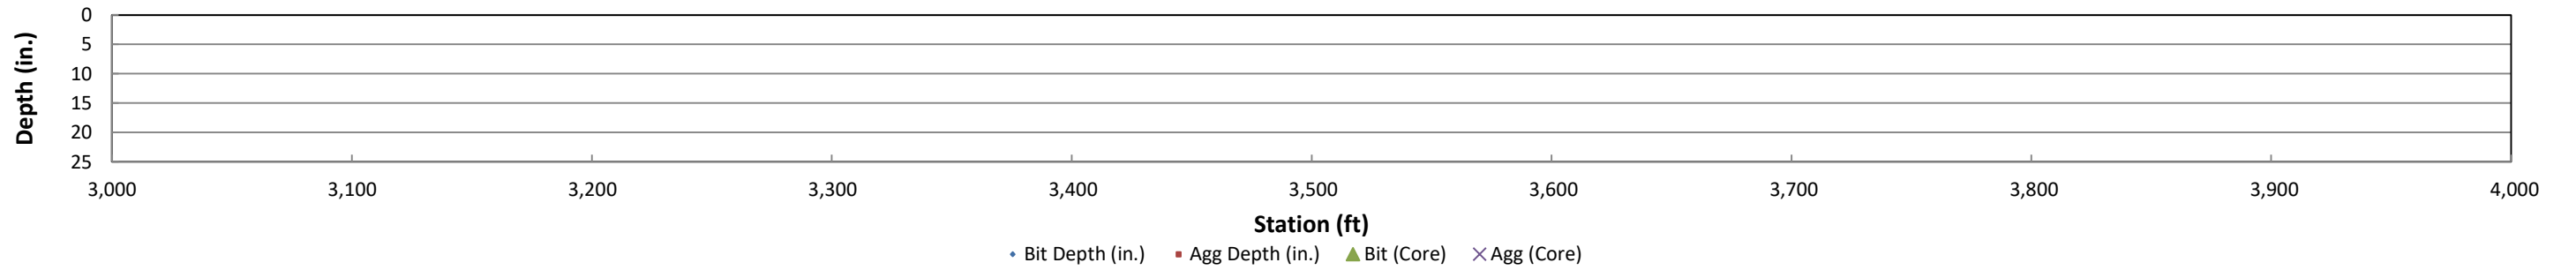 Depth (in.)
0
5
10
15
20
25
3,000 3,100 3,200 3,300 3,400 3,500 3,600 3,700 3,800 3,900 4,000
Station (ft)
Bit Depth (in.) Agg Depth (in.) Bit (Core) Agg (Core)